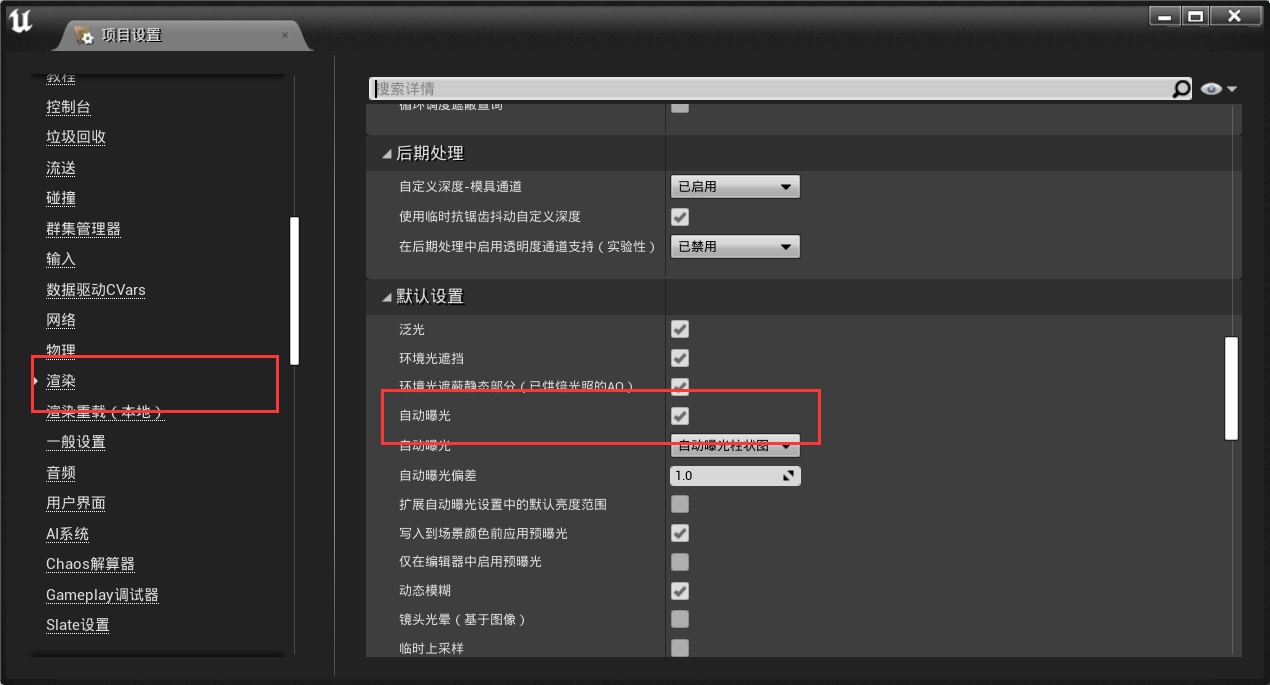 项目设置
教程
控制台
垃圾回收
流送
碰撞
群集管理器
输入
数据驱动CVars
网络
物理
渲染
渲染重载（本地）
一般设置
音频
用户界面
AI系统
Chaos解算器
Gameplay调试器
Slate设置
搜索详情
循环调度遮蔽查询
后期处理
自定义深度-模具通道 已启用
使用临时抗锯齿抖动自定义深度
在后期处理中启用透明度通道支持（实验性） 已禁用
默认设置
泛光
环境光遮挡
环境光遮蔽静态部分（已烘焙光照的AO）
自动曝光
自动曝光 自动曝光柱状图
自动曝光偏差 1.0
扩展自动曝光设置中的默认亮度范围
写入到场景颜色前应用预曝光
仅在编辑器中启用预曝光
动态模糊
镜头光晕（基于图像）
临时上采样